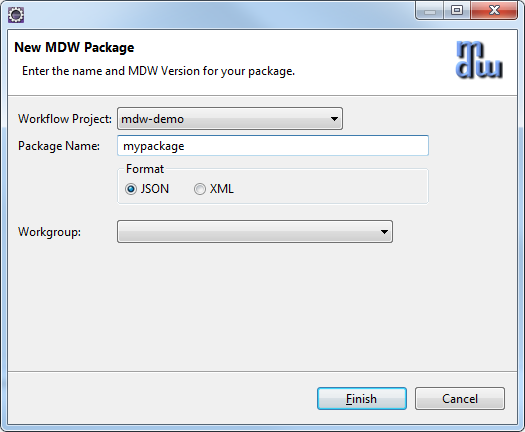 New MDW Package
Enter the name and MDW Version for your package.
mdw
Workflow Project: mdw-demo
Package Name: mypackage
Format
JSON XML
Workgroup:
Finish Cancel